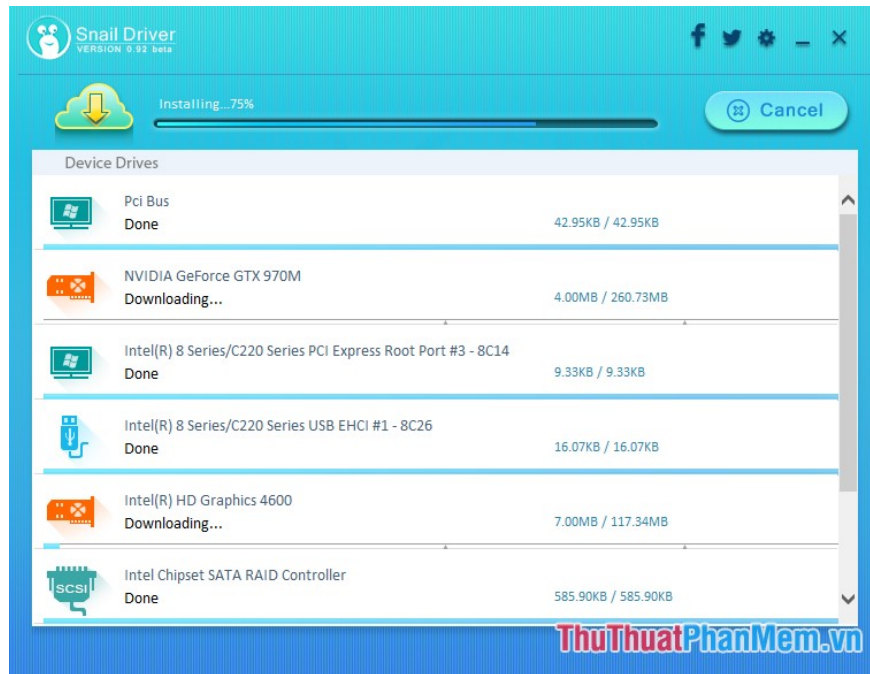 Snail Driver
VERSION 0.92 beta
Installing...75%
Cancel
Device Drives
Pci Bus
Done
42.95KB / 42.95KB
NVIDIA GeForce GTX 970M
Downloading...
4.00MB / 260.73MB
Intel(R) 8 Series/C220 Series PCI Express Root Port #3 - 8C14
Done
9.33KB / 9.33KB
Intel(R) 8 Series/C220 Series USB EHCI #1 - 8C26
Done
16.07KB / 16.07KB
Intel(R) HD Graphics 4600
Downloading...
7.00MB / 117.34MB
SCSI
Intel Chipset SATA RAID Controller
Done
585.90KB / 585.90KB
ThuThuatPhanMem.vn